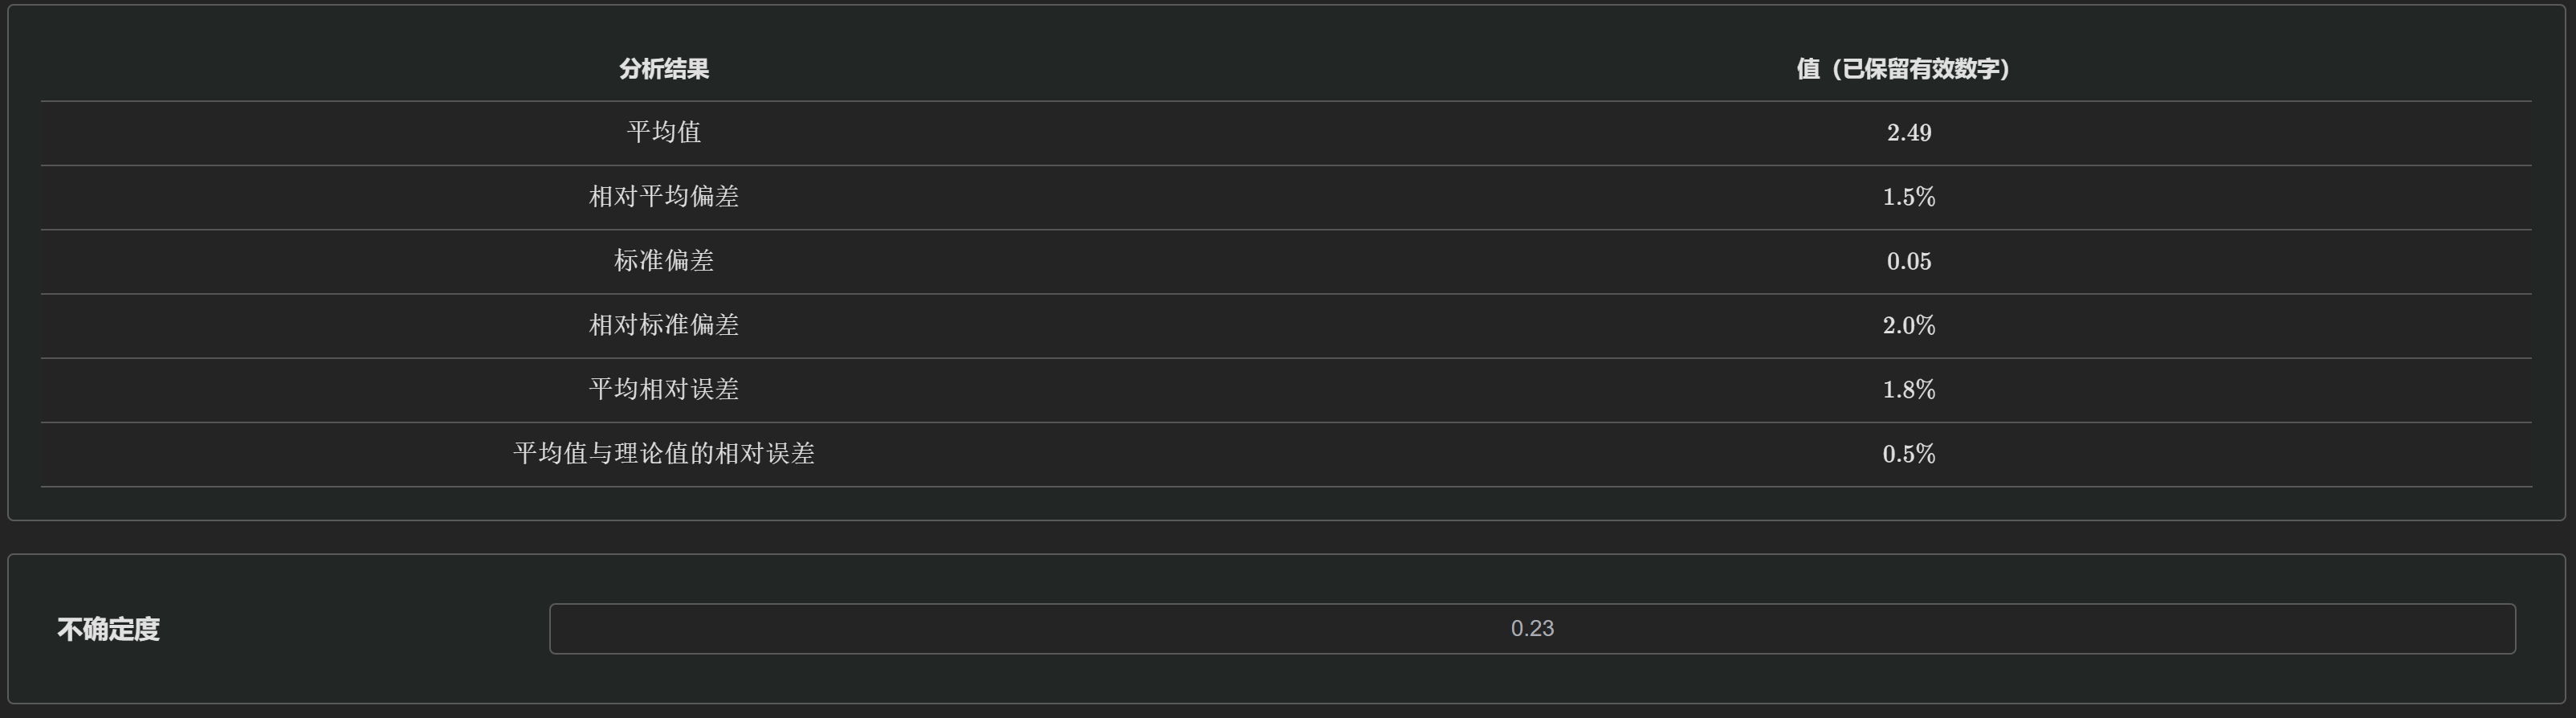 分析结果 值（已保留有效数字）
平均值 2.49
相对平均偏差 1.5%
标准偏差 0.05
相对标准偏差 2.0%
平均相对误差 1.8%
平均值与理论值的相对误差 0.5%
不确定度 0.23